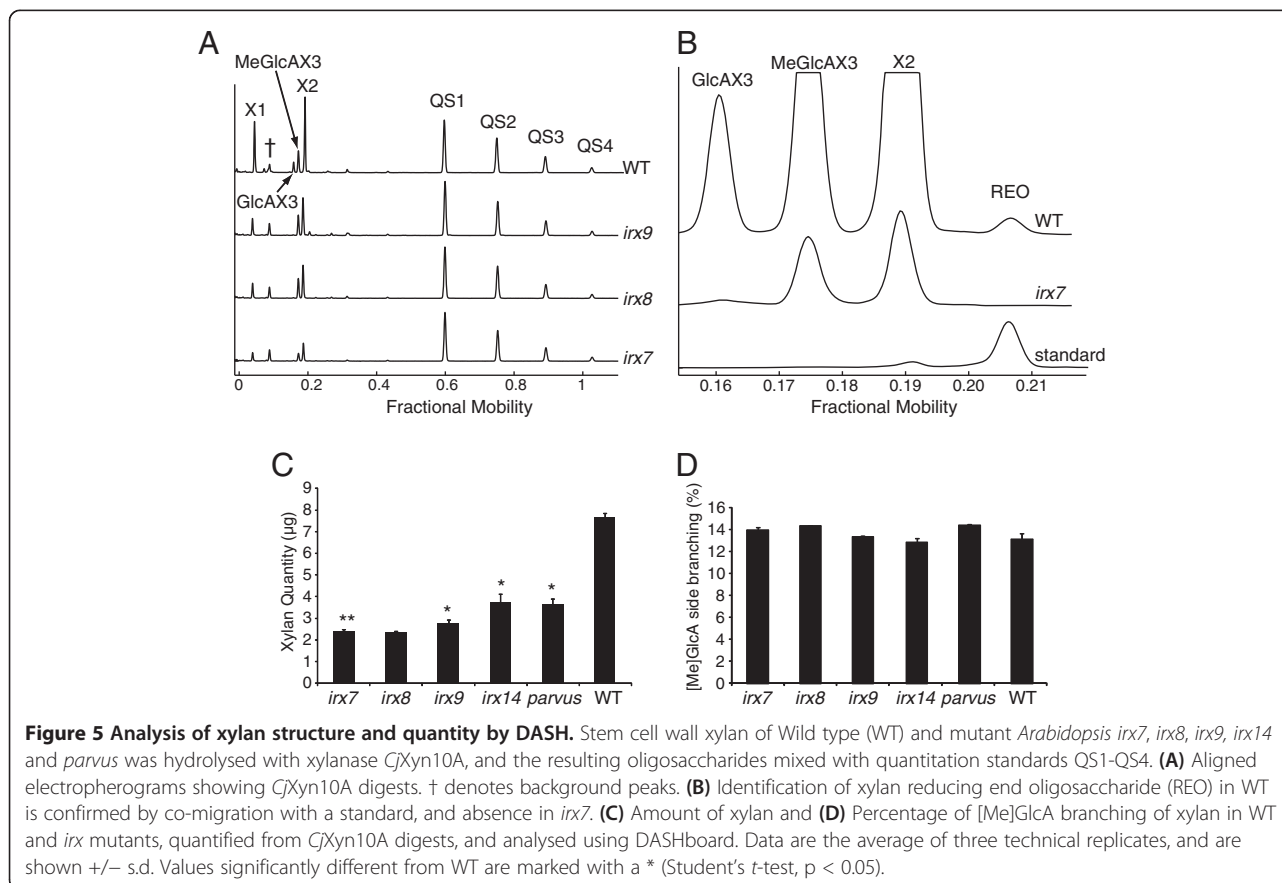 A
MeGlcAX3
X1
X2
†
GlcAX3
QS1
QS2
QS3
QS4
WT
irx9
irx8
irx7
0
0.2
0.4
0.6
0.8
1
Fractional Mobility
B
GlcAX3
MeGlcAX3
X2
REO
WT
irx7
standard
0.16
0.17
0.18
0.19
0.20
0.21
Fractional Mobility
C
Xylan Quantity (µg)
9
8
7
6
5
4
3
2
1
0
**
*
*
*
irx7 irx8 irx9 irx14 parvus WT
D
[Me]GlcA side branching (%)
16
14
12
10
8
6
4
2
0
irx7 irx8 irx9 irx14 parvus WT
Figure 5 Analysis of xylan structure and quantity by DASH. Stem cell wall xylan of Wild type (WT) and mutant Arabidopsis irx7, irx8, irx9, irx14
and parvus was hydrolysed with xylanase CjXyn10A, and the resulting oligosaccharides mixed with quantitation standards QS1-QS4. (A) Aligned
electropherograms showing CjXyn10A digests. † denotes background peaks. (B) Identification of xylan reducing end oligosaccharide (REO) in WT
is confirmed by co-migration with a standard, and absence in irx7. (C) Amount of xylan and (D) Percentage of [Me]GlcA branching of xylan in WT
and irx mutants, quantified from CjXyn10A digests, and analysed using DASHboard. Data are the average of three technical replicates, and are
shown +/− s.d. Values significantly different from WT are marked with a * (Student's t-test, p < 0.05).